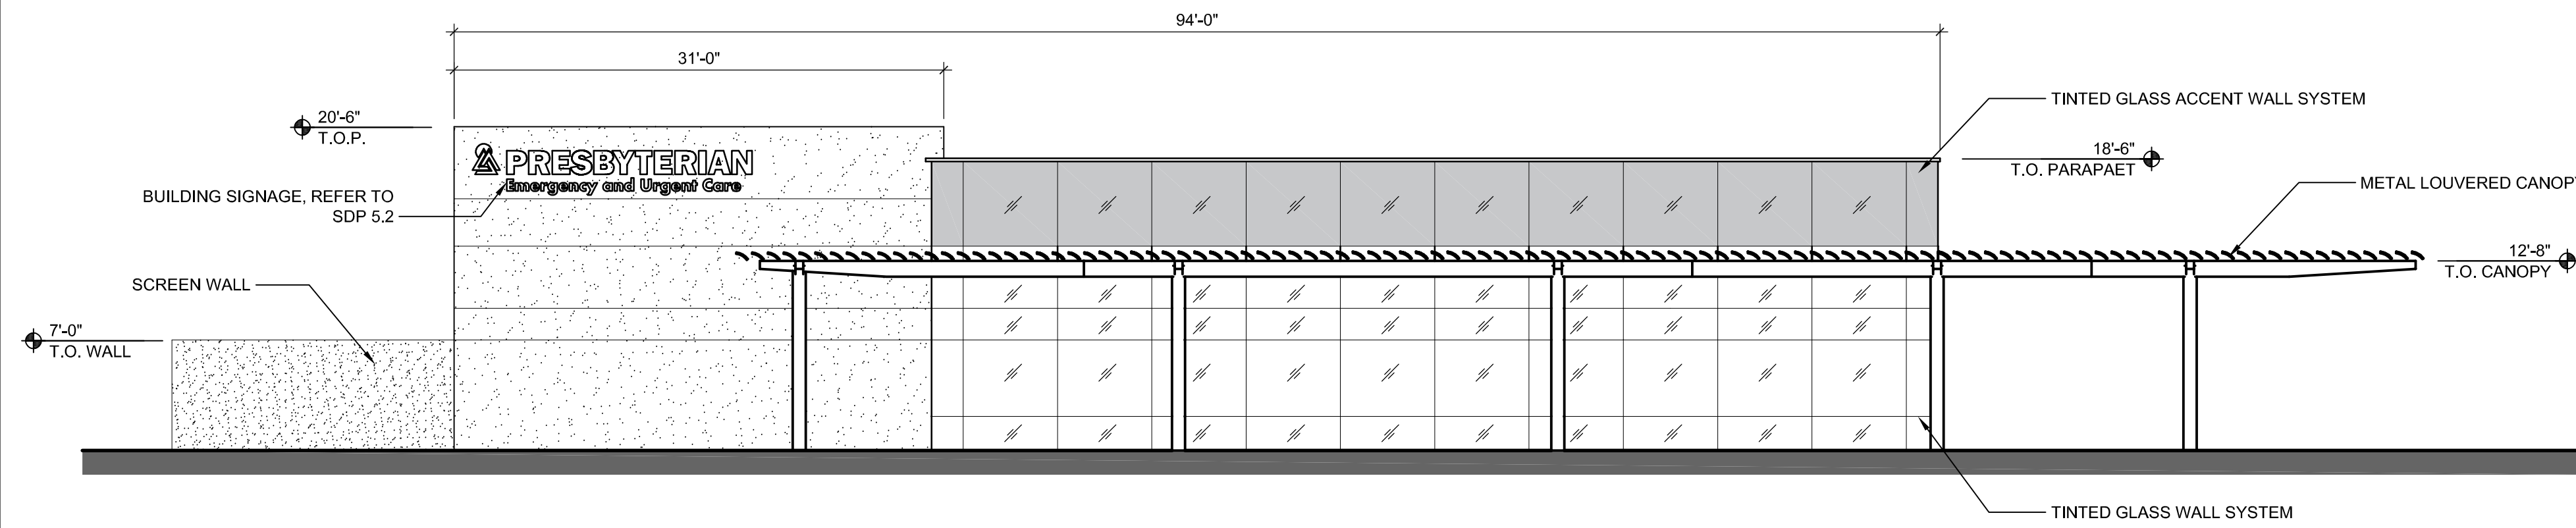 94'-0"
31'-0"
TINTED GLASS ACCENT WALL SYSTEM
20'-6"
T.O.P.
18'-6"
T.O. PARAPAET
PRESBYTERIAN
Emergency and Urgent Care
METAL LOUVERED CANOPY
BUILDING SIGNAGE, REFER TO
SDP 5.2
12'-8"
T.O. CANOPY
SCREEN WALL
7'-0"
T.O. WALL
TINTED GLASS WALL SYSTEM